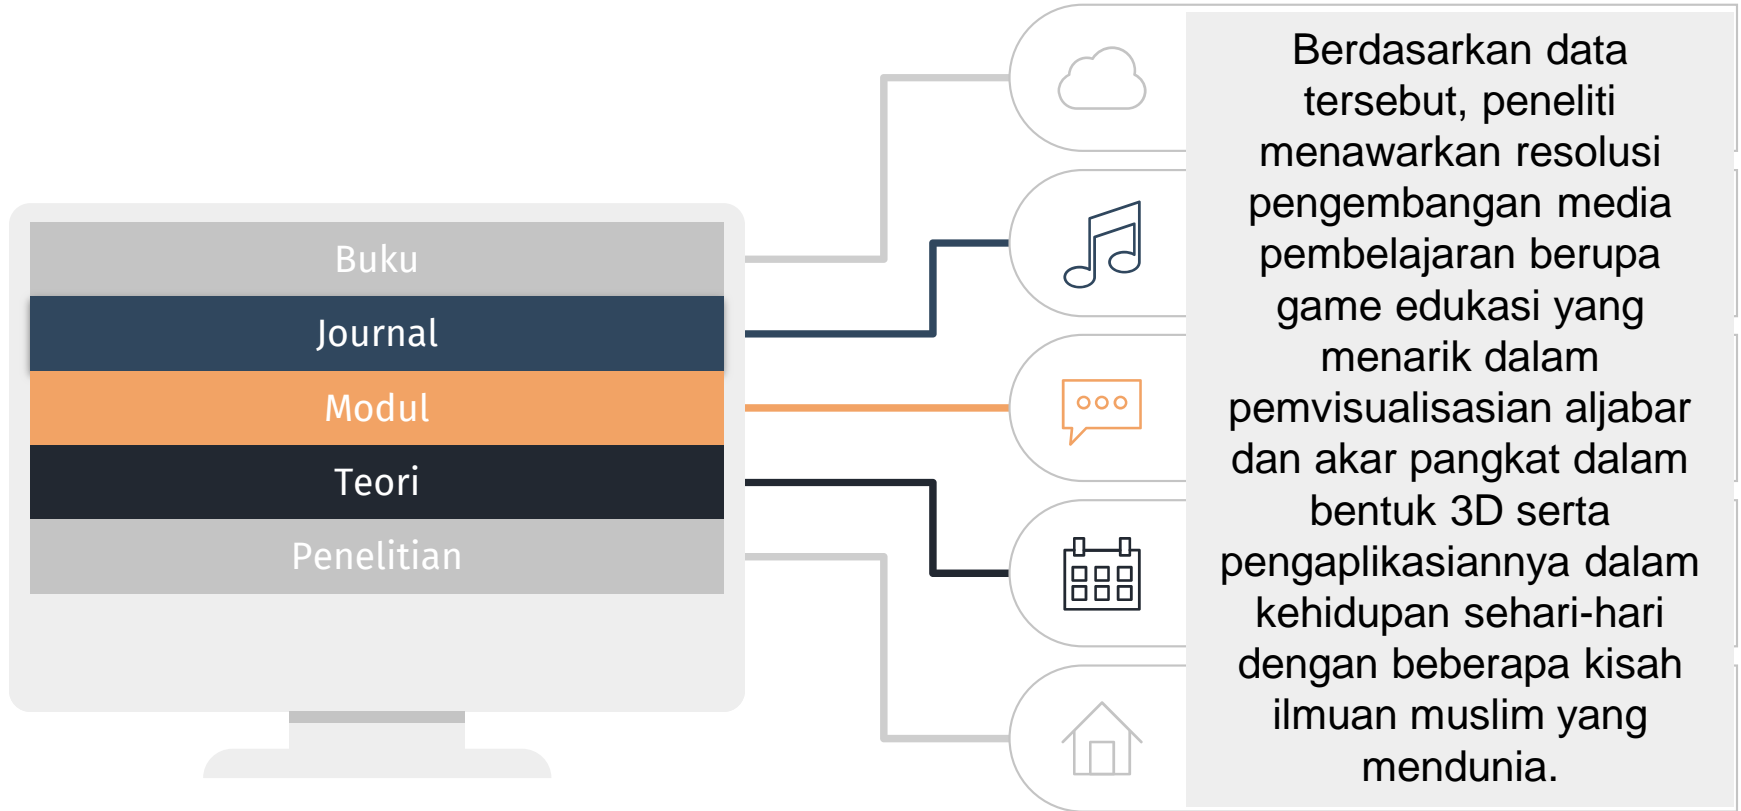 Buku
Journal
Modul
Teori
Penelitian
Berdasarkan data
tersebut, peneliti
menawarkan resolusi
pengembangan media
pembelajaran berupa
game edukasi yang
menarik dalam
pemvisualisasian aljabar
dan akar pangkat dalam
bentuk 3D serta
pengaplikasiannya dalam
kehidupan sehari-hari
dengan beberapa kisah
ilmuan muslim yang
mendunia.